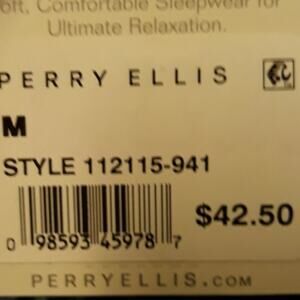 oft, Comfortable Sleepwear for
Ultimate Relaxation.
PERRY ELLIS
M
STYLE 112115-941
$42.50
0 98593 45978 7
PERRYELLIS.COM